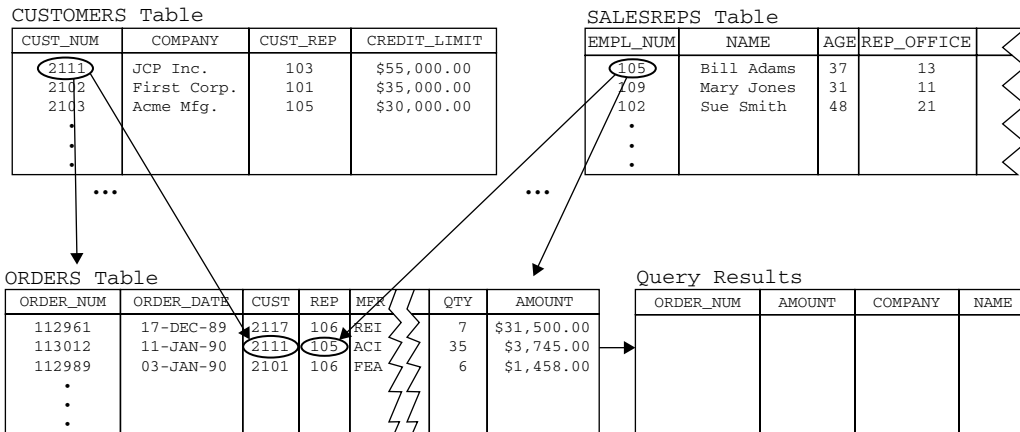 CUSTOMERS Table
CUST_NUM COMPANY CUST_REP CREDIT_LIMIT
2111 JCP Inc. 103 $55,000.00
2102 First Corp. 101 $35,000.00
2103 Acme Mfg. 105 $30,000.00
...
SALESREPS Table
EMPL_NUM NAME AGE REP_OFFICE
105 Bill Adams 37 13
109 Mary Jones 31 11
102 Sue Smith 48 21
...
ORDERS Table
ORDER_NUM ORDER_DATE CUST REP MFR QTY AMOUNT
112961 17-DEC-89 2117 106 REI 7 $31,500.00
113012 11-JAN-90 2111 105 ACI 35 $3,745.00
112989 03-JAN-90 2101 106 FEA 6 $1,458.00
Query Results
ORDER_NUM AMOUNT COMPANY NAME